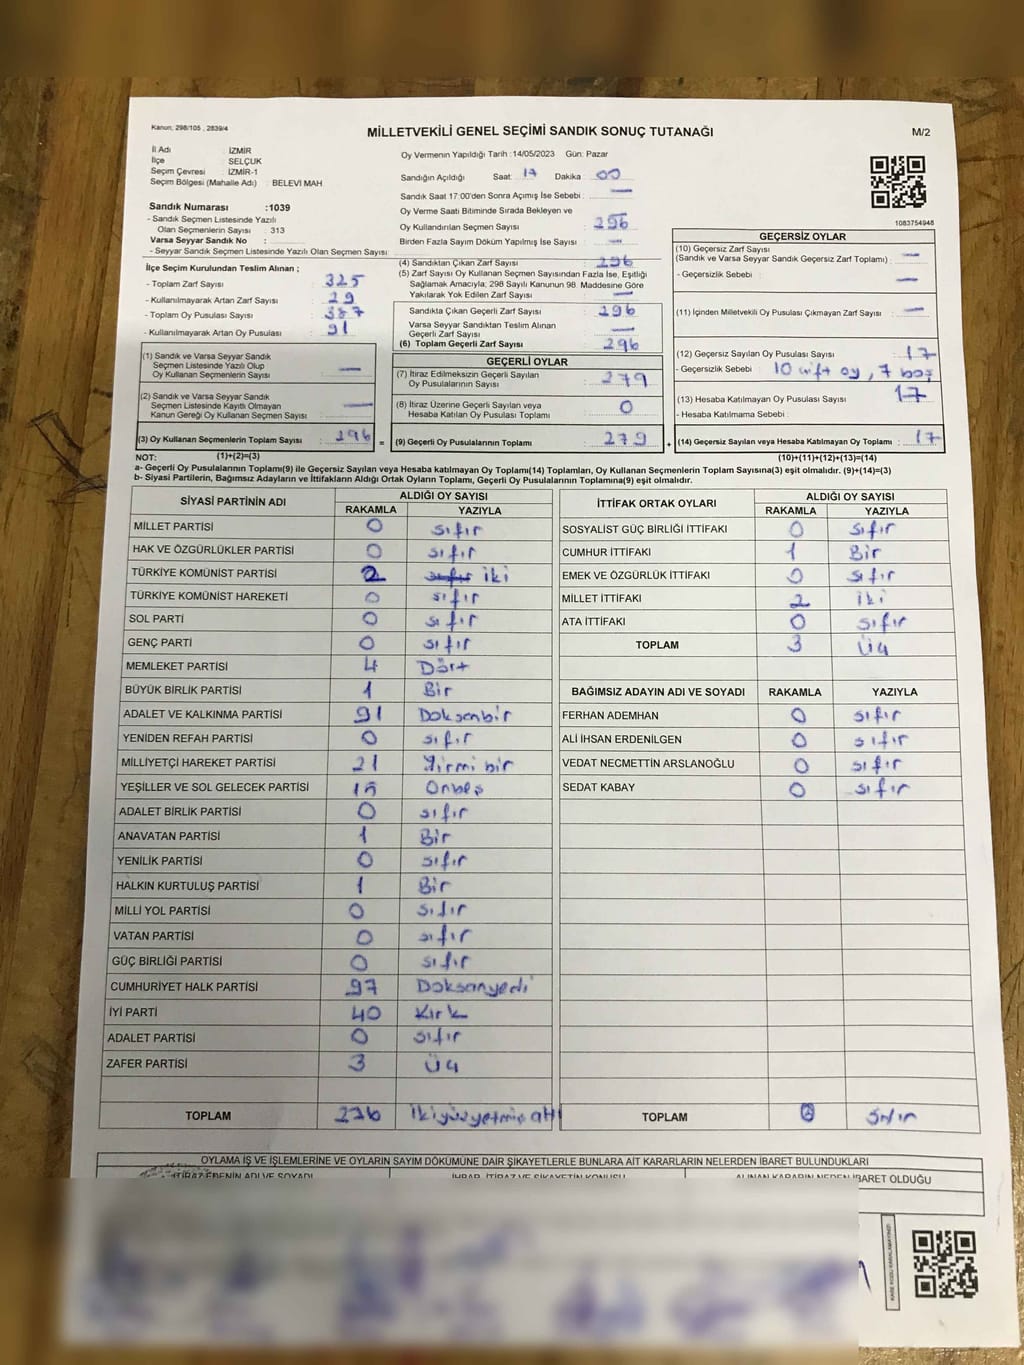 Kanun; 298/105 , 2839/4
MİLLETVEKİLİ GENEL SEÇİMİ SANDIK SONUÇ TUTANAĞI
M/2
İl Adı : İZMİR
İlçe : SELÇUK
Seçim Çevresi : İZMİR-1
Seçim Bölgesi (Mahalle Adı) : BELEVİ MAH
Sandık Numarası :1039
- Sandık Seçmen Listesinde Yazılı
Olan Seçmenlerin Sayısı : 313
Varsa Seyyar Sandık No :
- Seyyar Sandık Seçmen Listesinde Yazılı Olan Seçmen Sayısı:
İlçe Seçim Kurulundan Teslim Alınan ;
- Toplam Zarf Sayısı : 325
- Kullanılmayarak Artan Zarf Sayısı : 29
- Toplam Oy Pusulası Sayısı : 387
- Kullanılmayarak Artan Oy Pusulası : 91
(1) Sandık ve Varsa Seyyar Sandık
Seçmen Listesinde Yazılı Olup
Oy Kullanan Seçmenlerin Sayısı : —
(2) Sandık ve Varsa Seyyar Sandık
Seçmen Listesinde Kayıtlı Olmayan
Kanun Gereği Oy Kullanan Seçmen Sayısı : —
(3) Oy Kullanan Seçmenlerin Toplam Sayısı : 296 =
Oy Vermenin Yapıldığı Tarih :14/05/2023 Gün: Pazar
Sandığın Açıldığı Saat: 17 Dakika : 00
Sandık Saat 17:00'den Sonra Açımış İse Sebebi : —
Oy Verme Saati Bitiminde Sırada Bekleyen ve
Oy Kullandırılan Seçmen Sayısı : 296
Birden Fazla Sayım Döküm Yapılmış İse Sayısı : —
(4) Sandıktan Çıkan Zarf Sayısı : 296
(5) Zarf Sayısı Oy Kullanan Seçmen Sayısından Fazla İse, Eşitliği
Sağlamak Amacıyla; 298 Sayılı Kanunun 98. Maddesine Göre
Yakılarak Yok Edilen Zarf Sayısı : —
Sandıkta Çıkan Geçerli Zarf Sayısı : 296
Varsa Seyyar Sandıktan Teslim Alınan
Geçerli Zarf Sayısı : —
(6) Toplam Geçerli Zarf Sayısı : 296
GEÇERLİ OYLAR
(7) İtiraz Edilmeksizin Geçerli Sayılan
Oy Pusulalarının Sayısı : 279
(8) İtiraz Üzerine Geçerli Sayılan veya
Hesaba Katılan Oy Pusulası Toplamı : 0
(9) Geçerli Oy Pusulalarının Toplamı : 279 +
1083754948
GEÇERSİZ OYLAR
(10) Geçersiz Zarf Sayısı
(Sandık ve Varsa Seyyar Sandık Geçersiz Zarf Toplamı) : —
- Geçersizlik Sebebi : —
(11) İçinden Milletvekili Oy Pusulası Çıkmayan Zarf Sayısı : —
(12) Geçersiz Sayılan Oy Pusulası Sayısı : 17
- Geçersizlik Sebebi : 10 çift oy, 7 boş
(13) Hesaba Katılmayan Oy Pusulası Sayısı : 17
- Hesaba Katılmama Sebebi :
(14) Geçersiz Sayılan veya Hesaba Katılmayan Oy Toplamı : 17
NOT: (1)+(2)=(3) (10)+(11)+(12)+(13)=(14)
a- Geçerli Oy Pusulalarının Toplamı(9) ile Geçersiz Sayılan veya Hesaba katılmayan Oy Toplamı(14) Toplamları, Oy Kullanan Seçmenlerin Toplam Sayısına(3) eşit olmalıdır. (9)+(14)=(3)
b- Siyasi Partilerin, Bağımsız Adayların ve İttifakların Aldığı Ortak Oyların Toplamı, Geçerli Oy Pusulalarının Toplamına(9) eşit olmalıdır.
SİYASİ PARTİNİN ADI ALDIĞI OY SAYISI
RAKAMLA YAZIYLA
MİLLET PARTİSİ 0 sıfır
HAK VE ÖZGÜRLÜKLER PARTİSİ 0 sıfır
TÜRKİYE KOMÜNİST PARTİSİ 2 sıfır iki
TÜRKİYE KOMÜNİST HAREKETİ 0 sıfır
SOL PARTİ 0 sıfır
GENÇ PARTİ 0 sıfır
MEMLEKET PARTİSİ 4 Dört
BÜYÜK BİRLİK PARTİSİ 1 Bir
ADALET VE KALKINMA PARTİSİ 91 Doksanbir
YENİDEN REFAH PARTİSİ 0 sıfır
MİLLİYETÇİ HAREKET PARTİSİ 21 Yirmi bir
YEŞİLLER VE SOL GELECEK PARTİSİ 15 Onbeş
ADALET BİRLİK PARTİSİ 0 sıfır
ANAVATAN PARTİSİ 1 Bir
YENİLİK PARTİSİ 0 sıfır
HALKIN KURTULUŞ PARTİSİ 1 Bir
MİLLİ YOL PARTİSİ 0 sıfır
VATAN PARTİSİ 0 sıfır
GÜÇ BİRLİĞİ PARTİSİ 0 sıfır
CUMHURİYET HALK PARTİSİ 97 Doksanyedi
İYİ PARTİ 40 Kırk
ADALET PARTİSİ 0 sıfır
ZAFER PARTİSİ 3 Üç
TOPLAM 276 ikiyüzyetmiş altı
İTTİFAK ORTAK OYLARI ALDIĞI OY SAYISI
RAKAMLA YAZIYLA
SOSYALİST GÜÇ BİRLİĞİ İTTİFAKI 0 sıfır
CUMHUR İTTİFAKI 1 Bir
EMEK VE ÖZGÜRLÜK İTTİFAKI 0 sıfır
MİLLET İTTİFAKI 2 iki
ATA İTTİFAKI 0 sıfır
TOPLAM 3 Üç
BAĞIMSIZ ADAYIN ADI VE SOYADI RAKAMLA YAZIYLA
FERHAN ADEMHAN 0 sıfır
ALİ İHSAN ERDENİLGEN 0 sıfır
VEDAT NECMETTİN ARSLANOĞLU 0 sıfır
SEDAT KABAY 0 sıfır
TOPLAM 0 sıfır
OYLAMA İŞ VE İŞLEMLERİNE VE OYLARIN SAYIM DÖKÜMÜNE DAİR ŞİKAYETLERLE BUNLARA AİT KARARLARIN NELERDEN İBARET BULUNDUKLARI
İTİRAZ EDENİN ADI VE SOYADI İHBAR, İTİRAZ VE ŞİKAYETİN KONUSU ALINAN KARARIN NEDEN İBARET OLDUĞU